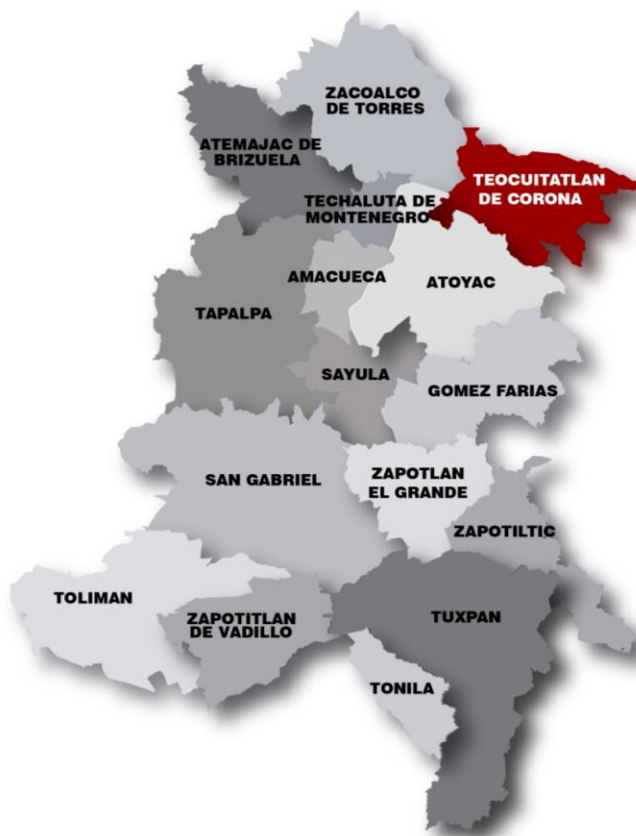 ZACOALCO
DE TORRES
ATEMAJAC DE
BRIZUELA
TEOCUITATLAN
DE CORONA
TECHALUTA DE
MONTENEGRO
AMACUECA
ATOYAC
TAPALPA
SAYULA
GOMEZ FARIAS
SAN GABRIEL
ZAPOTLAN
EL GRANDE
ZAPOTILTIC
TOLIMAN
ZAPOTITLAN
DE VADILLO
TUXPAN
TONILA